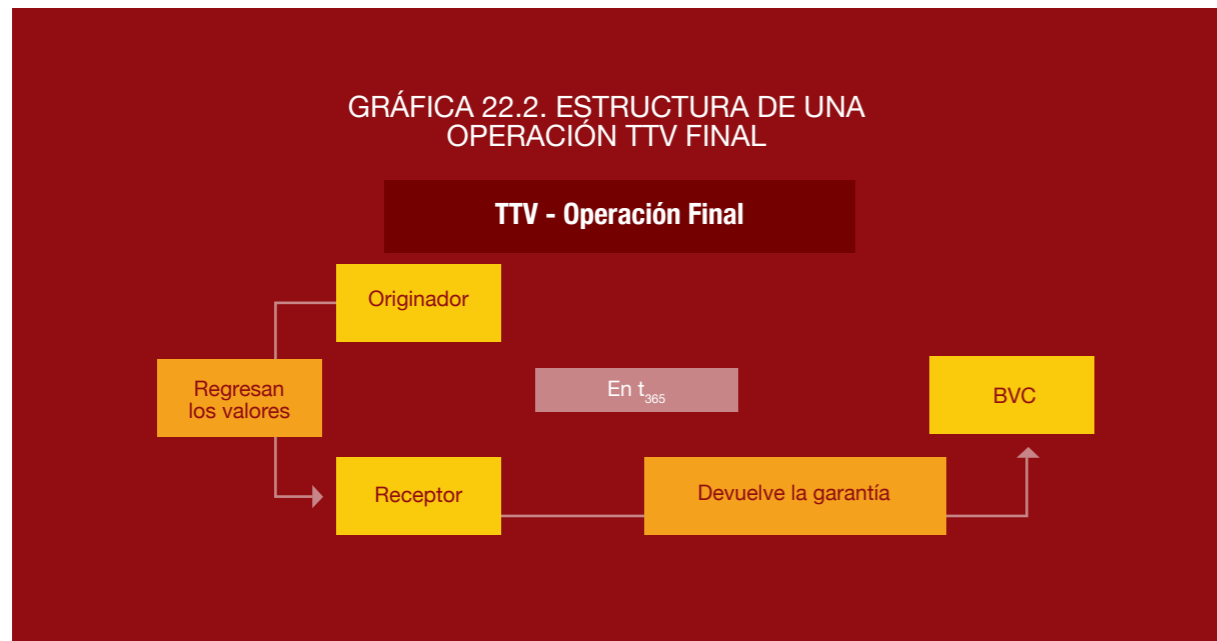 GRÁFICA 22.2. ESTRUCTURA DE UNA
OPERACIÓN TTV FINAL
TTV - Operación Final
Originador
Regresan
los valores
En t365
BVC
Receptor
Devuelve la garantía